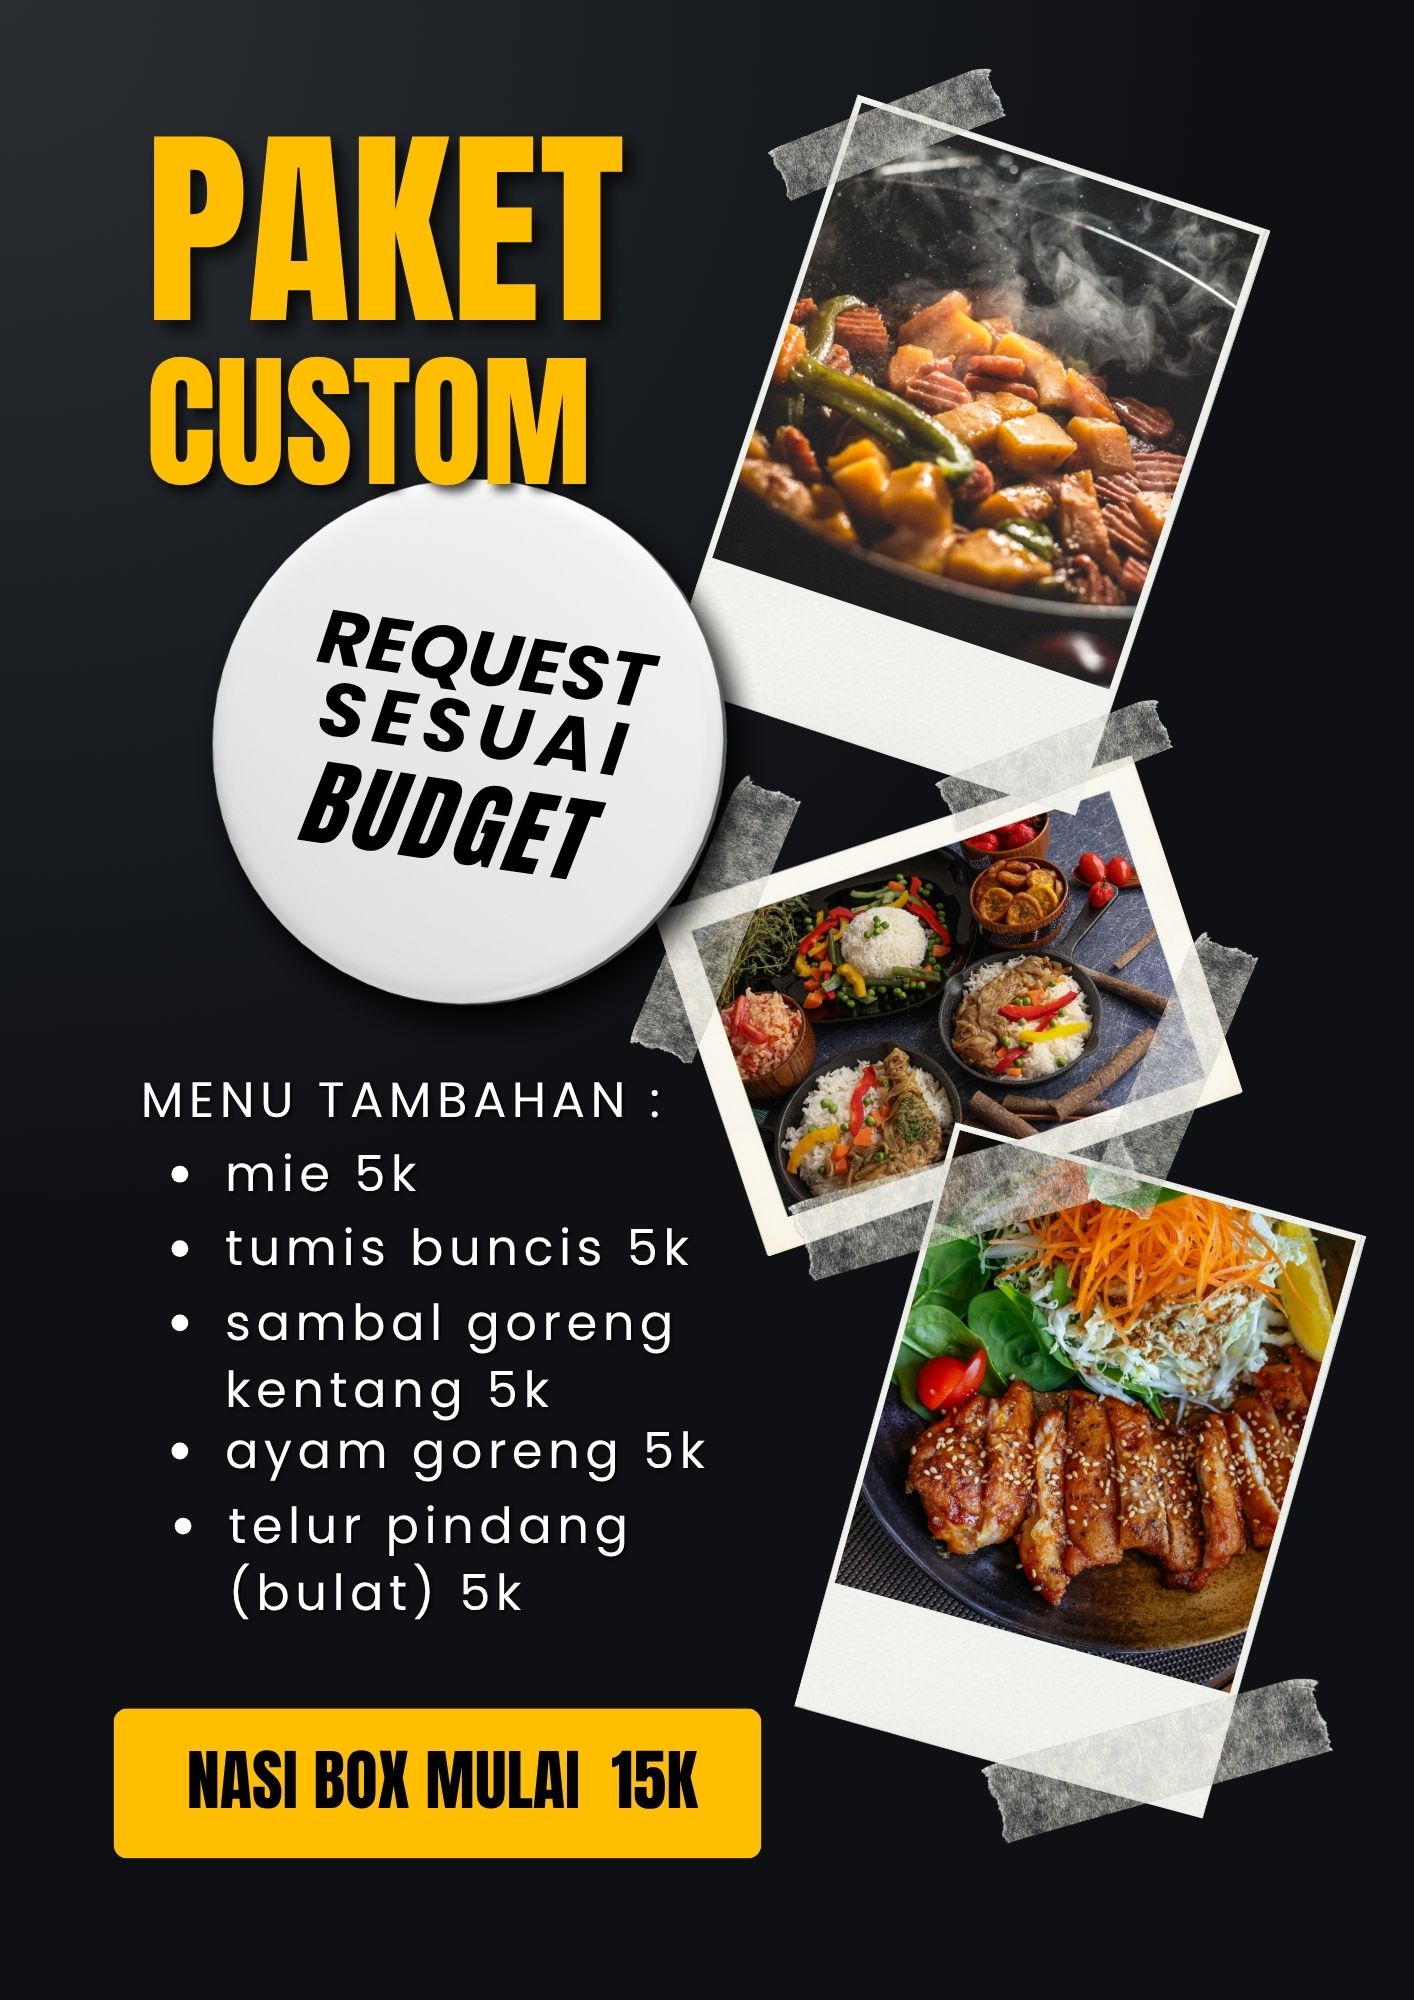 PAKET
CUSTOM
REQUEST
SESUAI
BUDGET
MENU TAMBAHAN :
• mie 5k
• tumis buncis 5k
• sambal goreng
kentang 5k
• ayam goreng 5k
• telur pindang
(bulat) 5k
NASI BOX MULAI 15K